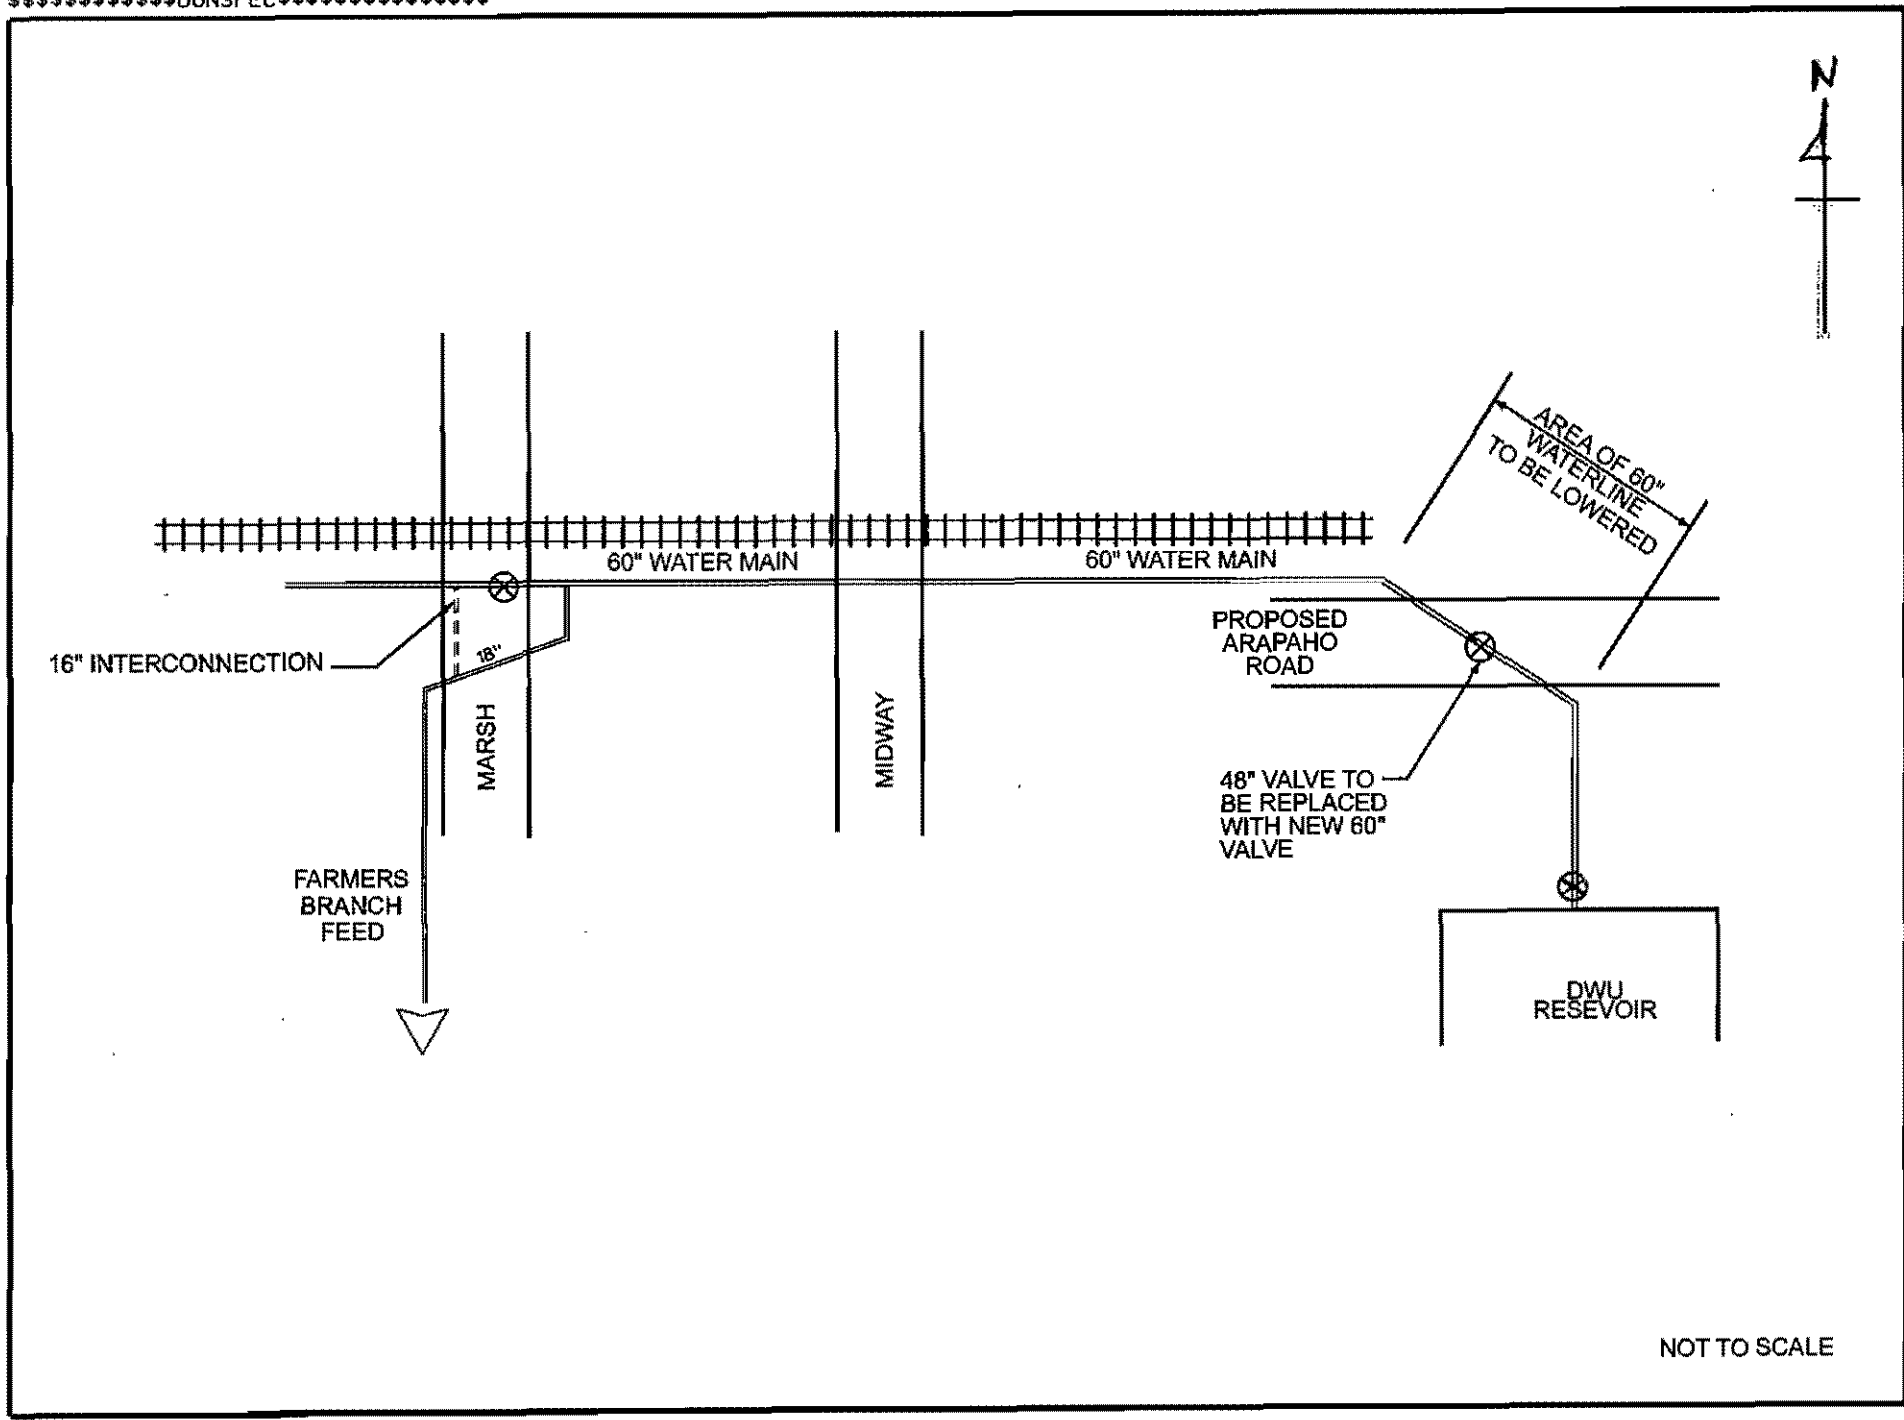 N
AREA OF 60"
WATERLINE
TO BE LOWERED
60" WATER MAIN
60" WATER MAIN
PROPOSED
ARAPAHO
ROAD
16" INTERCONNECTION
18"
MARSH
MIDWAY
48" VALVE TO
BE REPLACED
WITH NEW 60"
VALVE
FARMERS
BRANCH
FEED
DWU
RESEVOIR
NOT TO SCALE